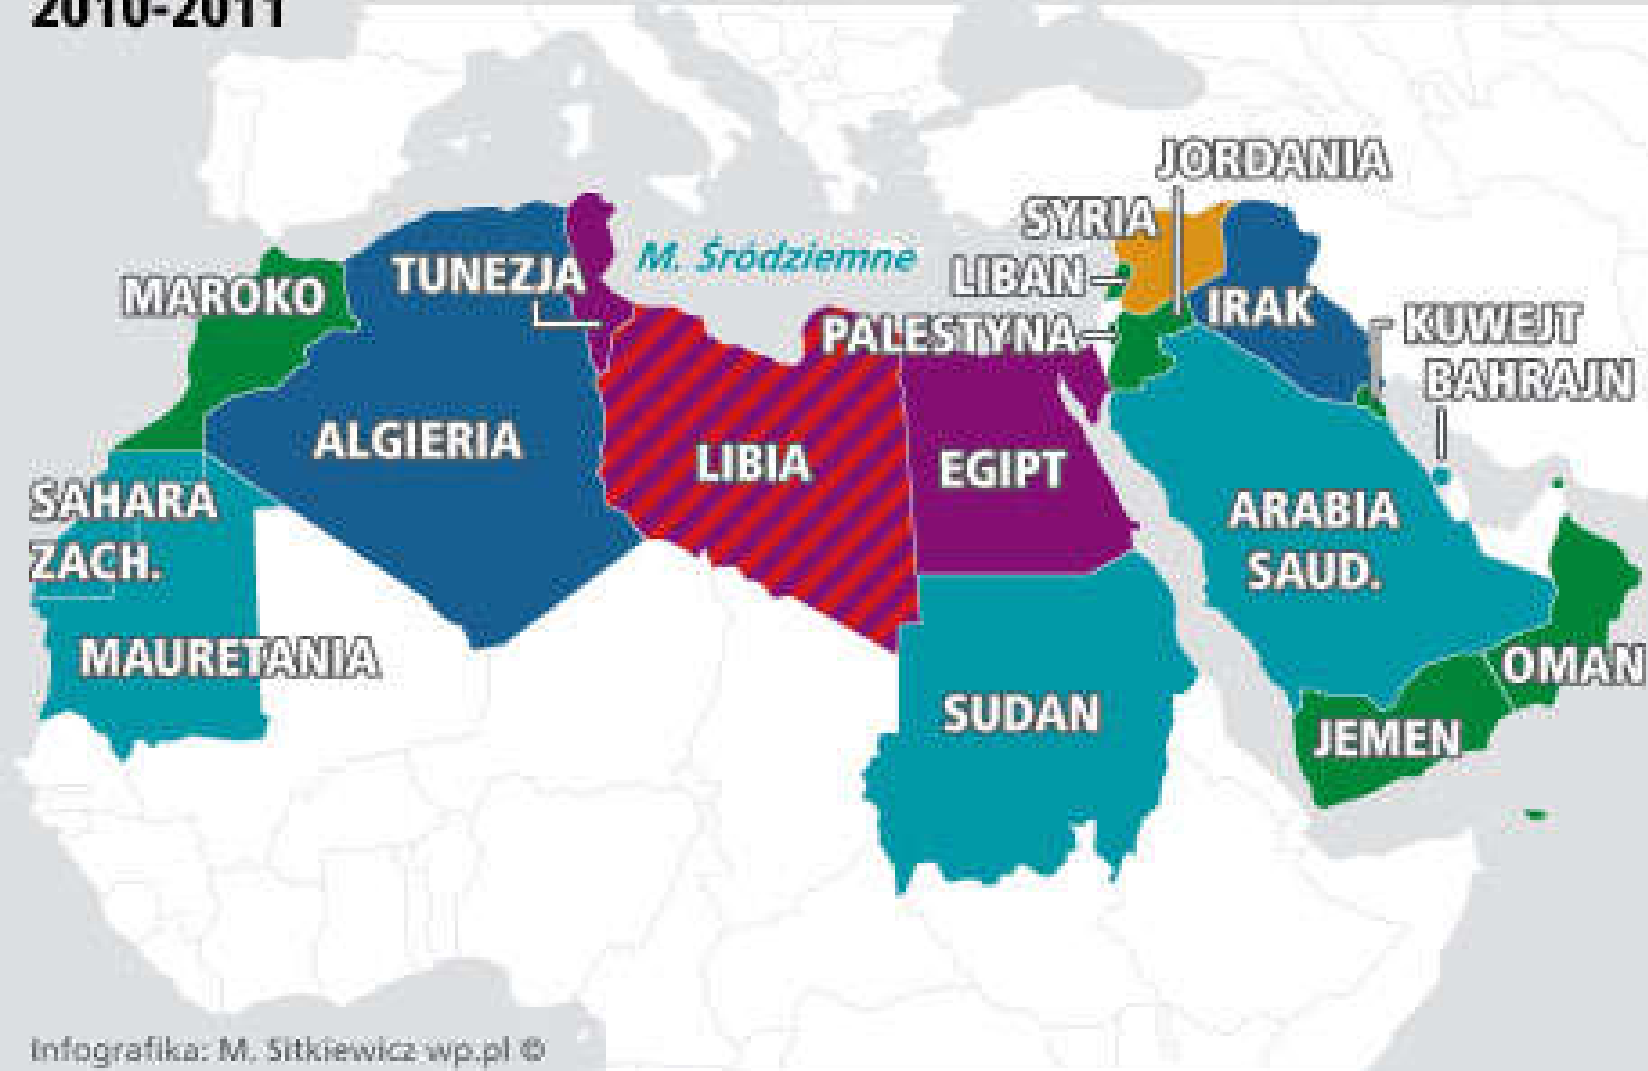 2010-2011
JORDANIA
SYRIA
M. Śródziemne
TUNEZJA
LIBAN
MAROKO
IRAK
KUWEJT
PALESTYNA
BAHRAJN
ALGIERIA
LIBIA
EGIPT
SAHARA
ZACH.
ARABIA
SAUD.
MAURETANIA
OMAN
SUDAN
JEMEN
Infografika: M. Sitkiewicz wp.pl ©